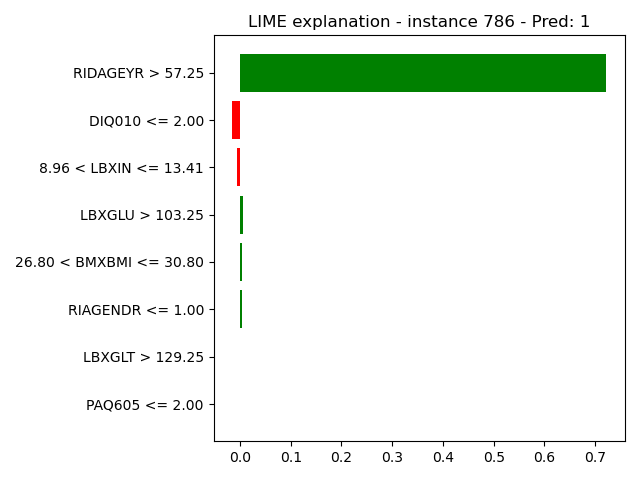 LIME explanation - instance 786 - Pred: 1
RIDAGEYR > 57.25
DIQ010 <= 2.00
8.96 < LBXIN <= 13.41
LBXGLU > 103.25
26.80 < BMXBMI <= 30.80
RIAGENDR <= 1.00
LBXGLT > 129.25
PAQ605 <= 2.00
0.0 0.1 0.2 0.3 0.4 0.5 0.6 0.7